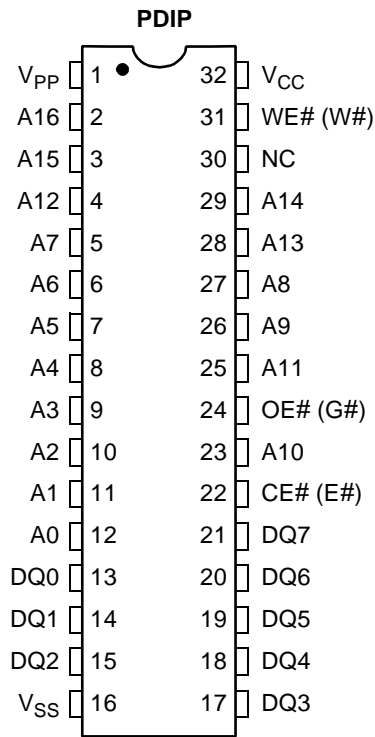 PDIP
VPP 1 32 VCC
A16 2 31 WE# (W#)
A15 3 30 NC
A12 4 29 A14
A7 5 28 A13
A6 6 27 A8
A5 7 26 A9
A4 8 25 A11
A3 9 24 OE# (G#)
A2 10 23 A10
A1 11 22 CE# (E#)
A0 12 21 DQ7
DQ0 13 20 DQ6
DQ1 14 19 DQ5
DQ2 15 18 DQ4
VSS 16 17 DQ3